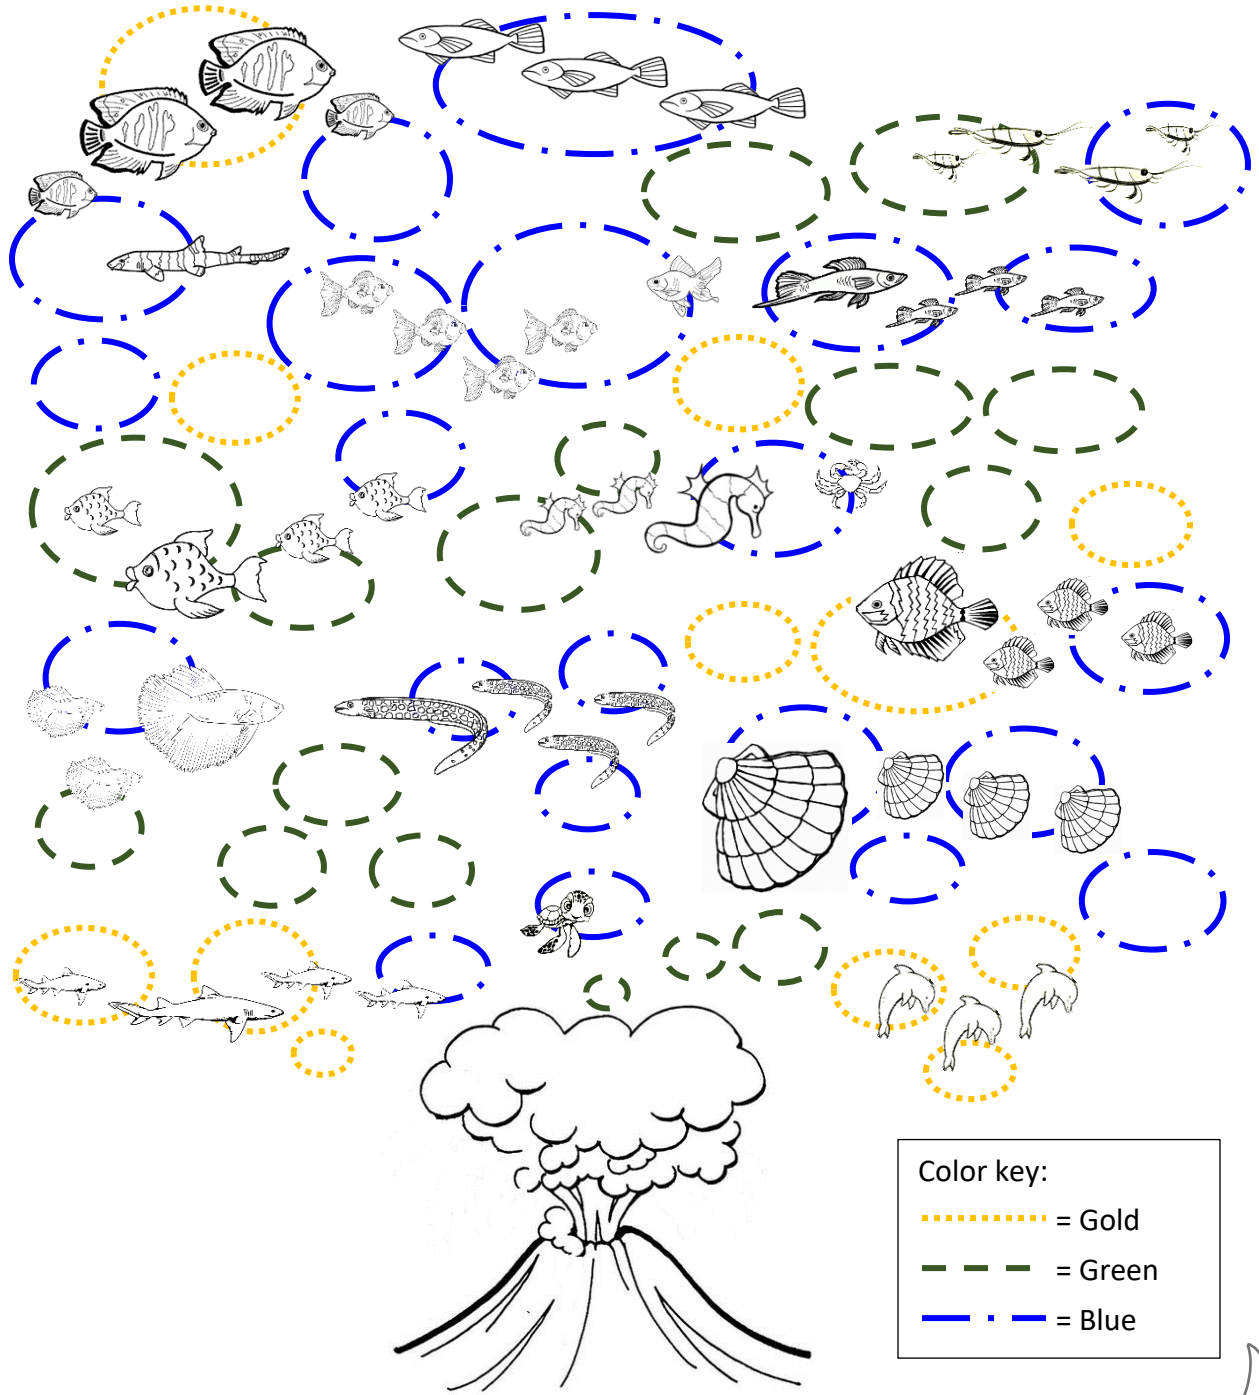 Color key:
= Gold
= Green
= Blue